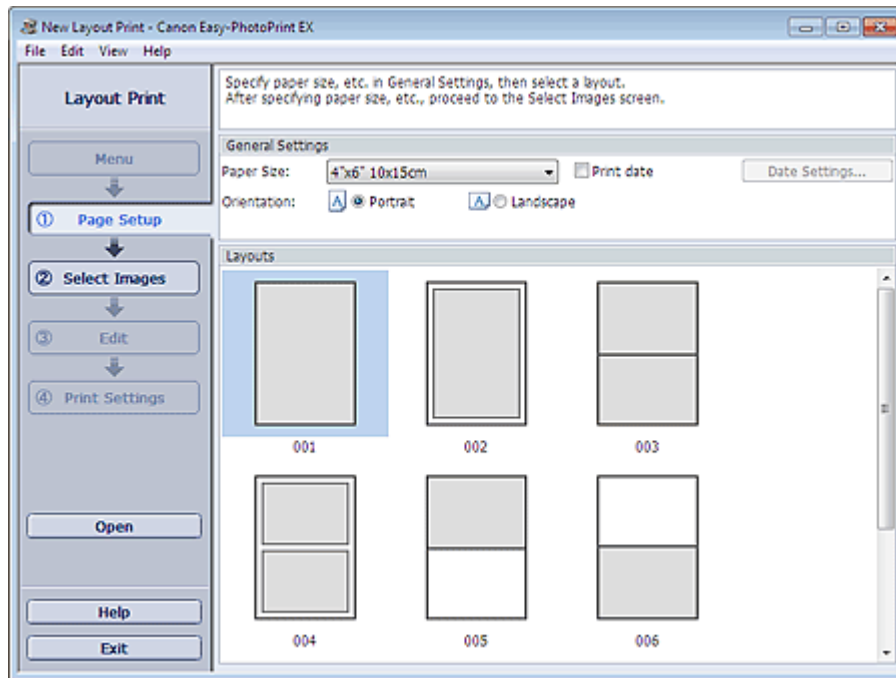 New Layout Print - Canon Easy-PhotoPrint EX
File Edit View Help
Layout Print
Menu
① Page Setup
② Select Images
③ Edit
④ Print Settings
Open
Help
Exit
Specify paper size, etc. in General Settings, then select a layout.
After specifying paper size, etc., proceed to the Select Images screen.
General Settings
Paper Size: 4"x6" 10x15cm Print date Date Settings...
Orientation: A Portrait A Landscape
Layouts
001 002 003
004 005 006